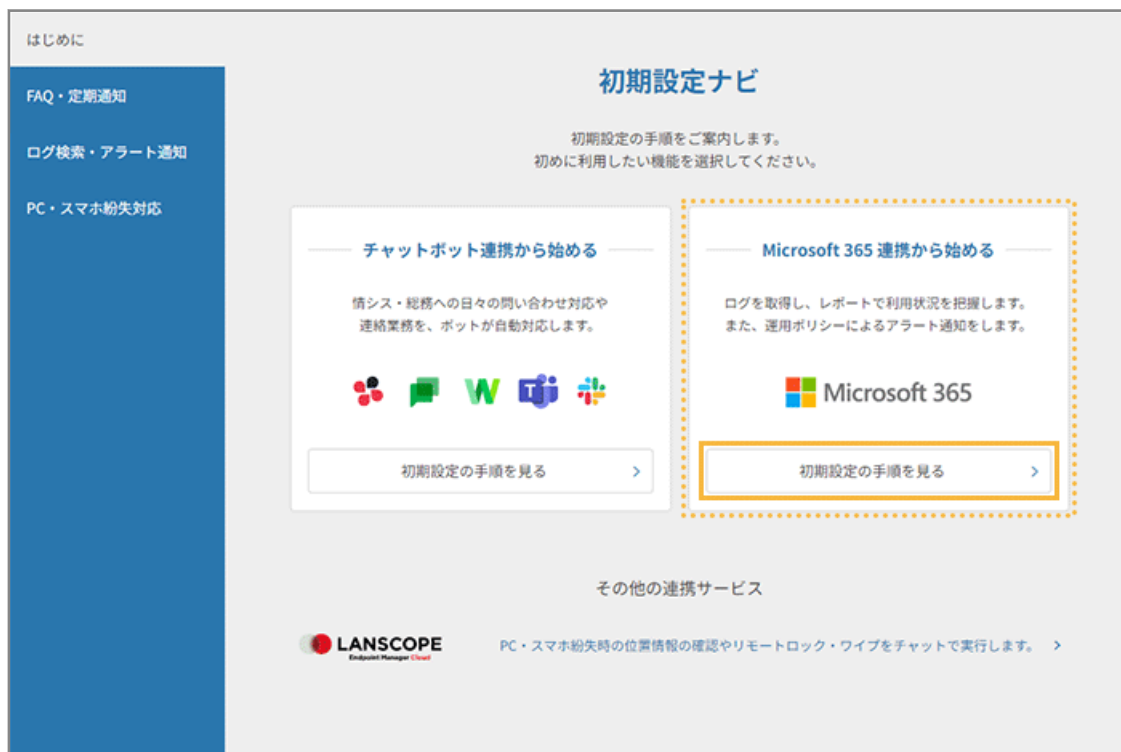 はじめに
FAQ・定期通知
ログ検索・アラート通知
PC・スマホ紛失対応
初期設定ナビ
初期設定の手順をご案内します。
初めに利用したい機能を選択してください。
チャットボット連携から始める
情シス・総務への日々の問い合わせ対応や
連絡業務を、ボットが自動対応します。
初期設定の手順を見る
Microsoft 365 連携から始める
ログを取得し、レポートで利用状況を把握します。
また、運用ポリシーによるアラート通知をします。
Microsoft 365
初期設定の手順を見る
その他の連携サービス
LANSCOPE
Endpoint Manager Cloud
PC・スマホ紛失時の位置情報の確認やリモートロック・ワイプをチャットで実行します。